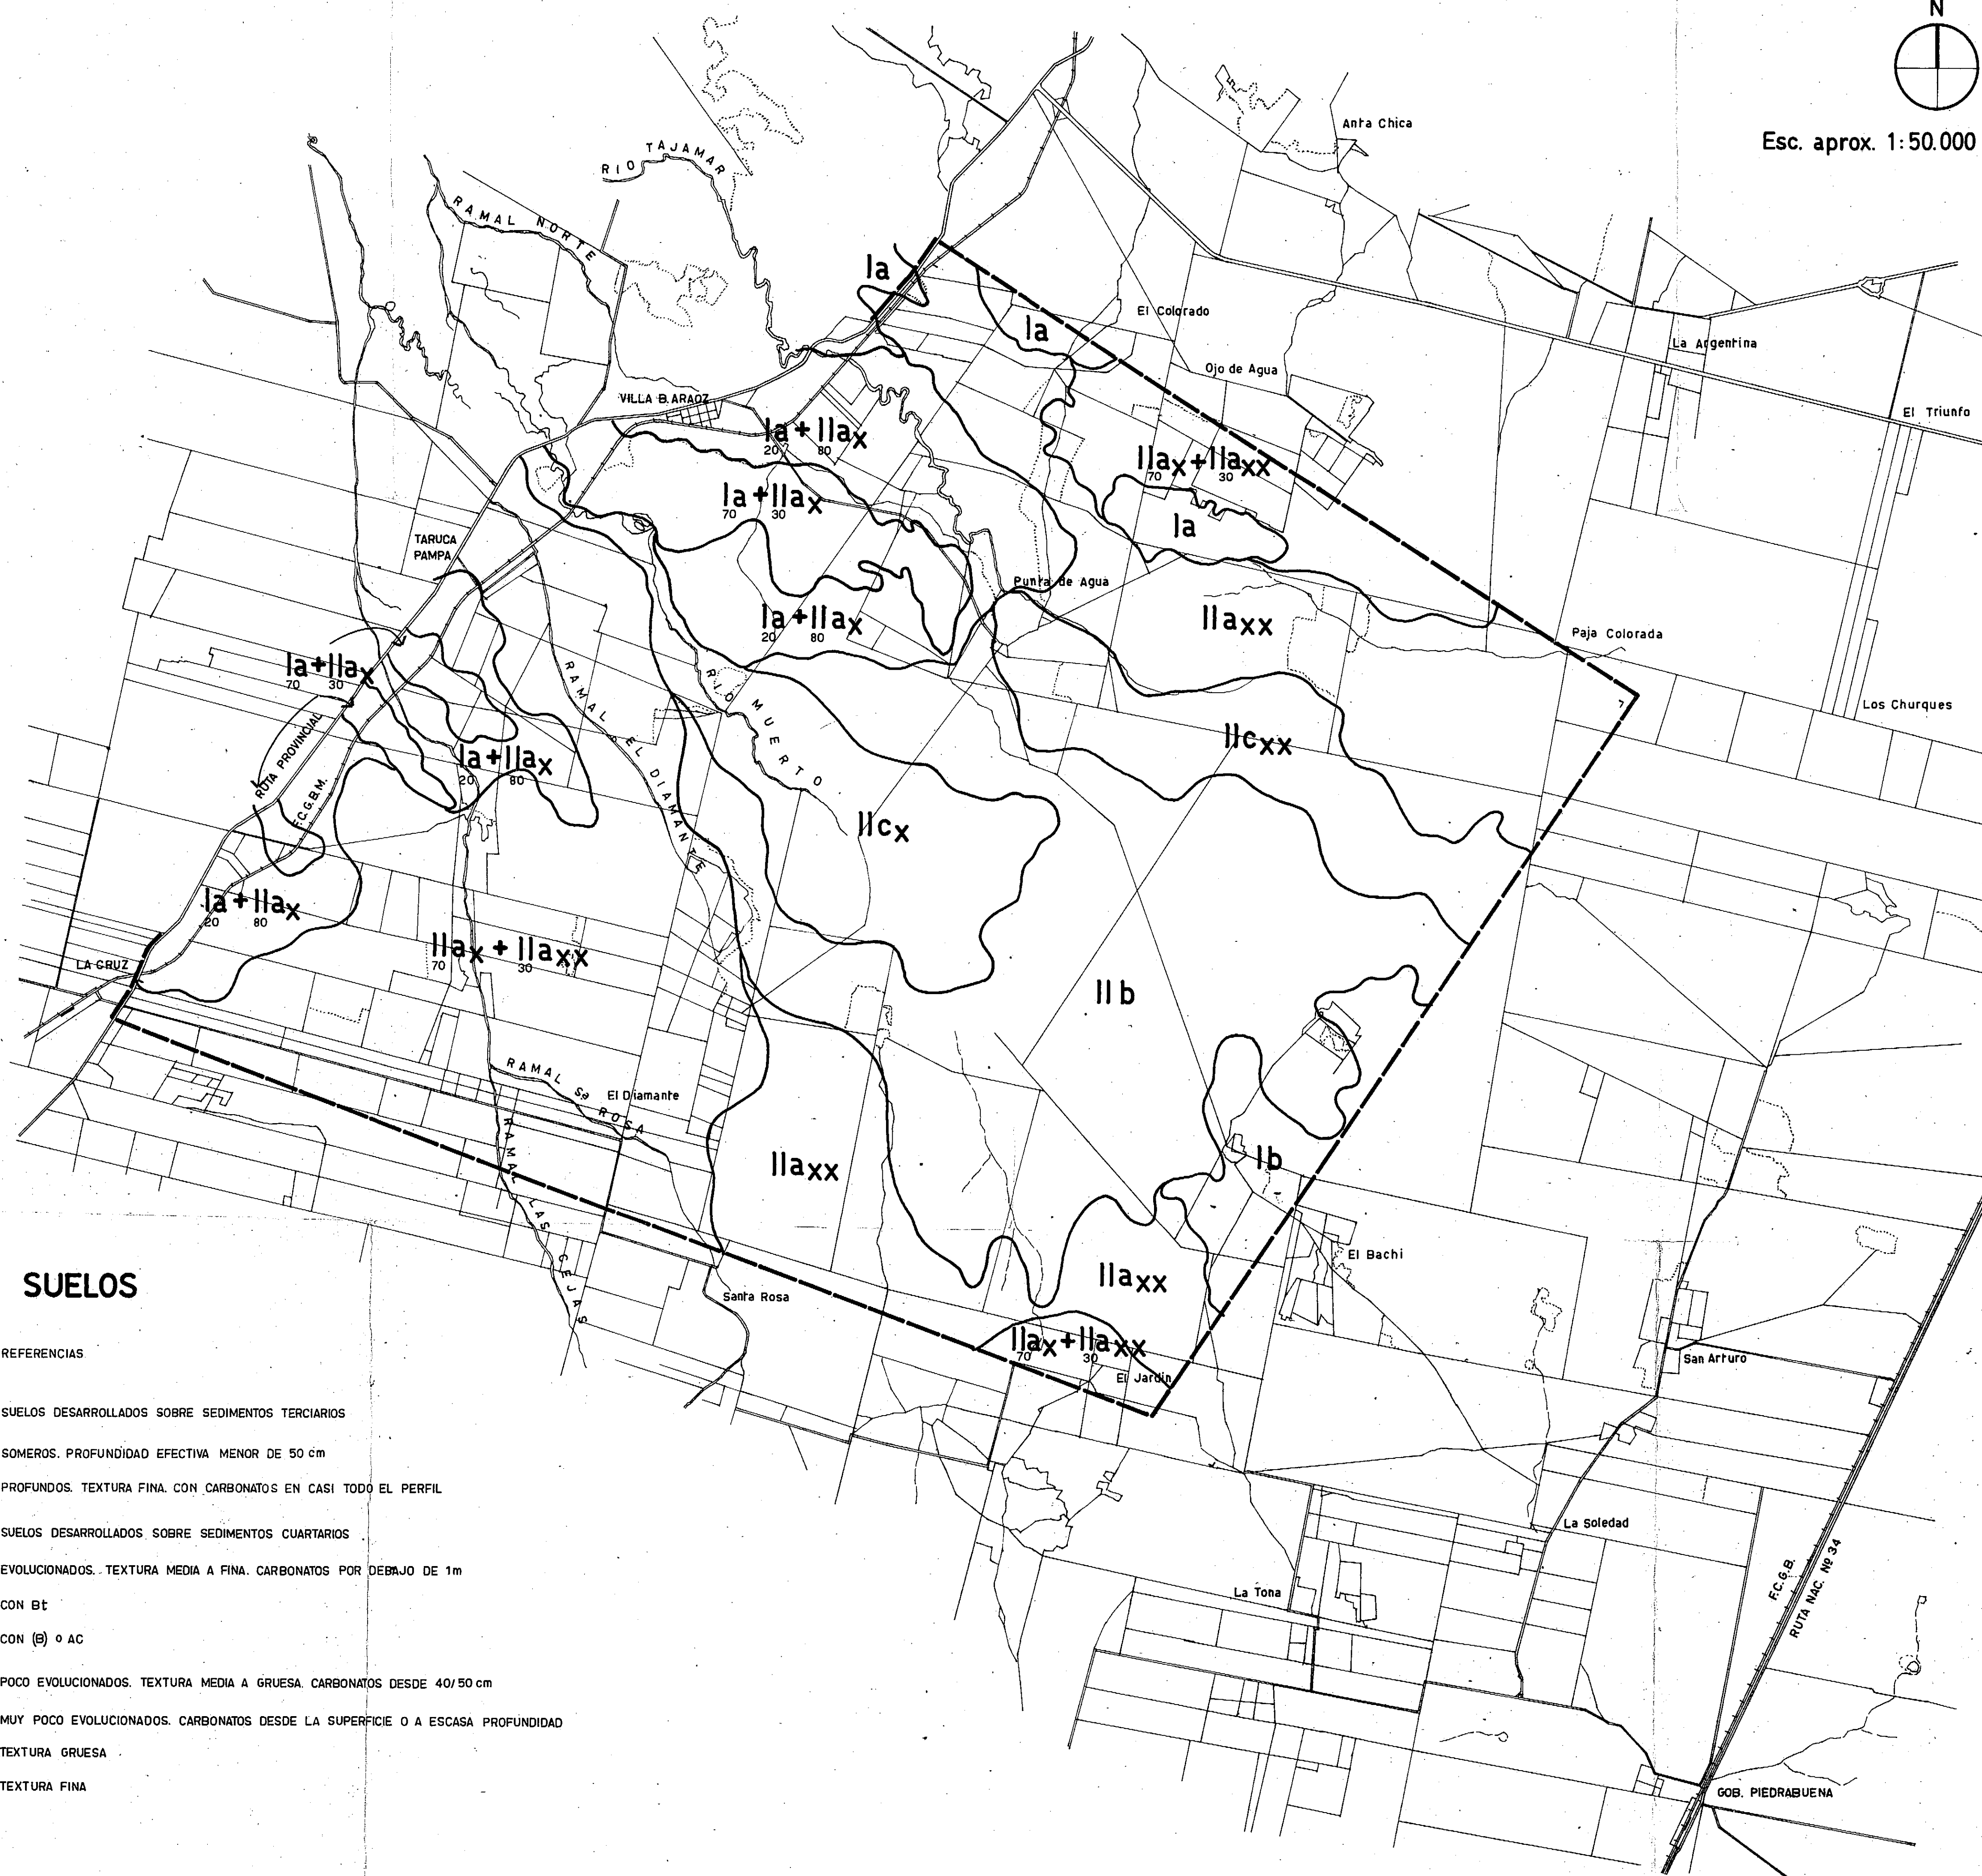 N
Esc. aprox. 1:50.000
Anta Chica
RIO TAJAMAR
RAMAL NORTE
Ia
El Colorado
Ia
La Argentina
Ojo de Agua
VILLA B. ARAOZ
El Triunfo
Ia+IIax
20 80
IIax+IIaxx
70 30
Ia+IIax
70 30
Ia
TARUCA
PAMPA
Punta de Agua
Ia+IIax
20 80
IIaxx
Paja Colorada
Ia+IIax
70 30
RAMAL EL DIAMANTE
RIO MUERTO
Los Churques
RUTA PROVINCIAL
F.C.G.B.M.
Ia+IIax
20 80
IIcxx
IIcx
Ia+IIax
20 80
IIax + IIaxx
70 30
LA CRUZ
IIb
RAMAL Sa ROSA
El Diamante
RAMAL LAS CEJAS
IIaxx
Ib
El Bachi
IIaxx
Santa Rosa
IIax+IIaxx
70 30
El Jardin
San Arturo
La Soledad
La Tona
F.C.G.B.
RUTA NAC. Nº 34
GOB. PIEDRABUENA
SUELOS
REFERENCIAS
SUELOS DESARROLLADOS SOBRE SEDIMENTOS TERCIARIOS
SOMEROS. PROFUNDIDAD EFECTIVA MENOR DE 50 cm
PROFUNDOS. TEXTURA FINA. CON CARBONATOS EN CASI TODO EL PERFIL
SUELOS DESARROLLADOS SOBRE SEDIMENTOS CUARTARIOS
EVOLUCIONADOS. TEXTURA MEDIA A FINA. CARBONATOS POR DEBAJO DE 1m
CON Bt
CON (B) o AC
POCO EVOLUCIONADOS. TEXTURA MEDIA A GRUESA. CARBONATOS DESDE 40/50 cm
MUY POCO EVOLUCIONADOS. CARBONATOS DESDE LA SUPERFICIE O A ESCASA PROFUNDIDAD
TEXTURA GRUESA
TEXTURA FINA